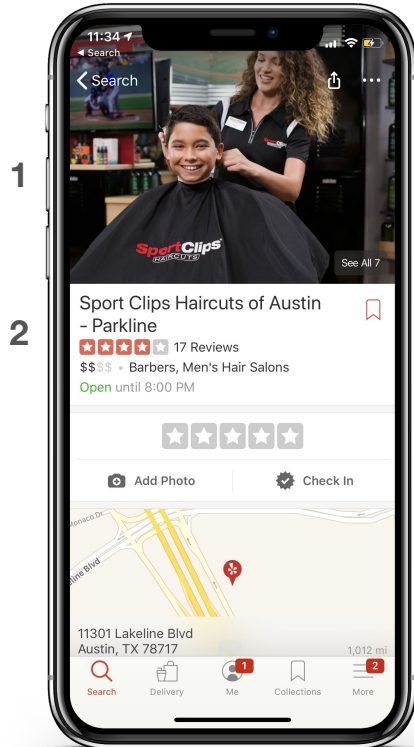 11:34
Search
Search
SportClips
HAIRCUTS
See All 7
1
Sport Clips Haircuts of Austin
- Parkline
17 Reviews
$$$$ • Barbers, Men's Hair Salons
Open until 8:00 PM
2
Add Photo
Check In
Monaco Dr
11301 Lakeline Blvd
Austin, TX 78717
1,012 mi
1
2
Search
Delivery
Me
Collections
More